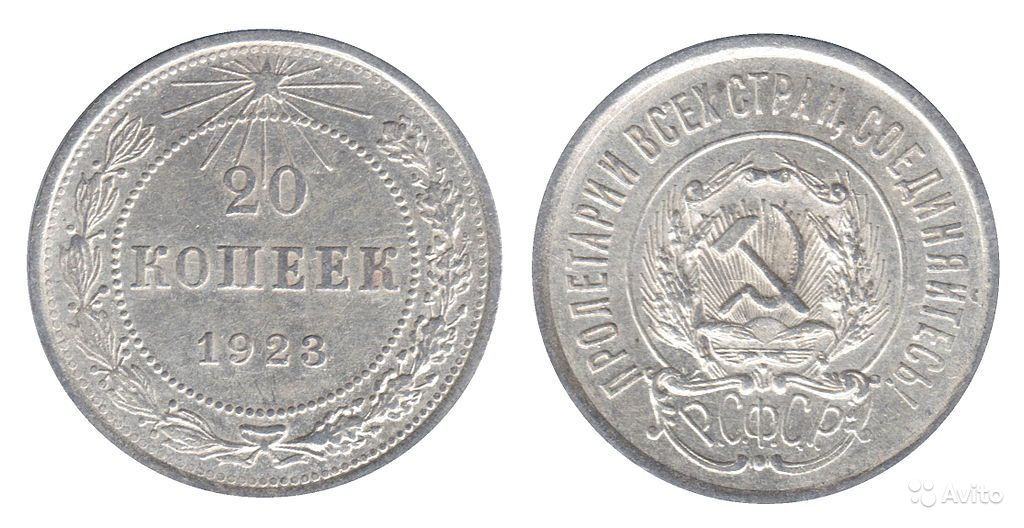 20
КОПЕЕК
1923
ПРОЛЕТАРИИ ВСЕХ СТРАН, СОЕДИНЯЙТЕСЬ!
Р.С.Ф.С.Р.
Avito